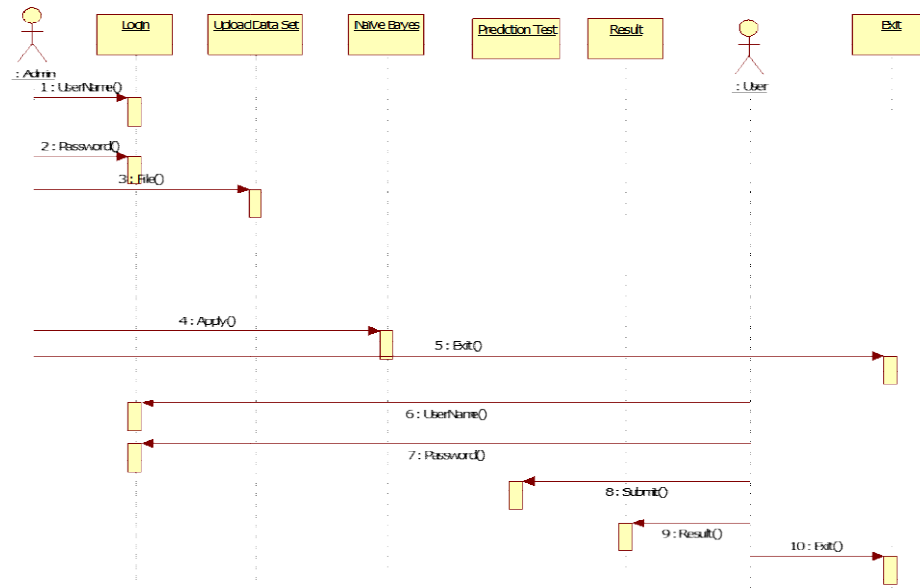 Login
Upload Data Set
Naive Bayes
Prediction Test
Result
Exit
: Admin
: User
1 : UserName()
2 : Password()
3 : File()
4 : Apply()
5 : Exit()
6 : UserName()
7 : Password()
8 : Submit()
9 : Result()
10 : Exit()